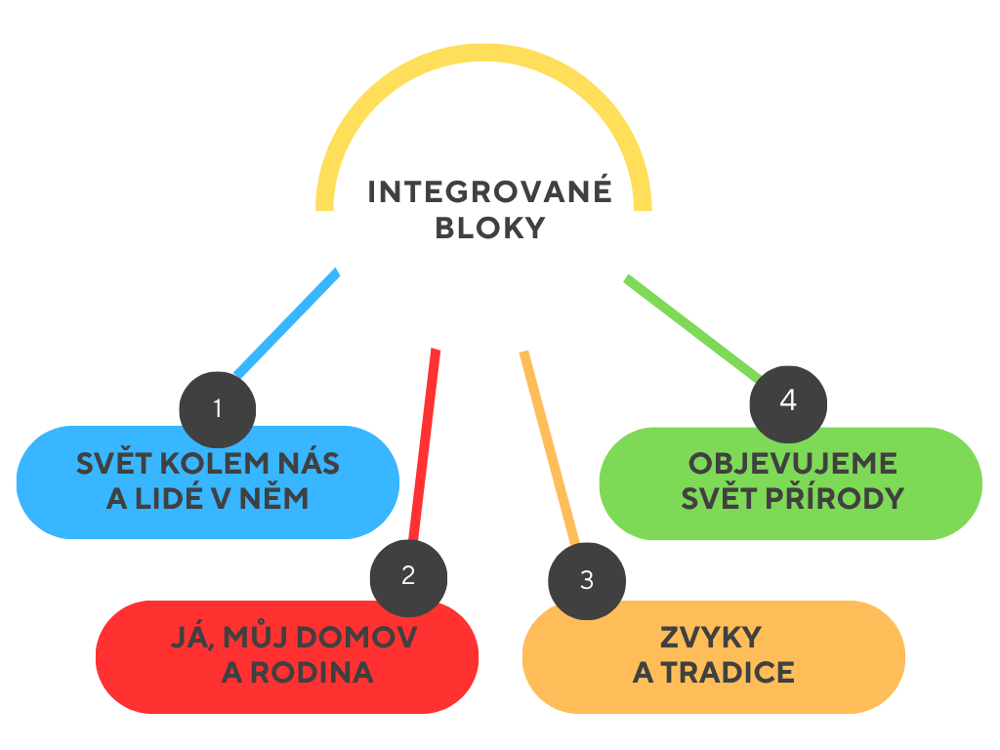 INTEGROVANÉ
BLOKY
1
SVĚT KOLEM NÁS
A LIDÉ V NĚM
2
JÁ, MŮJ DOMOV
A RODINA
3
ZVYKY
A TRADICE
4
OBJEVUJEME
SVĚT PŘÍRODY